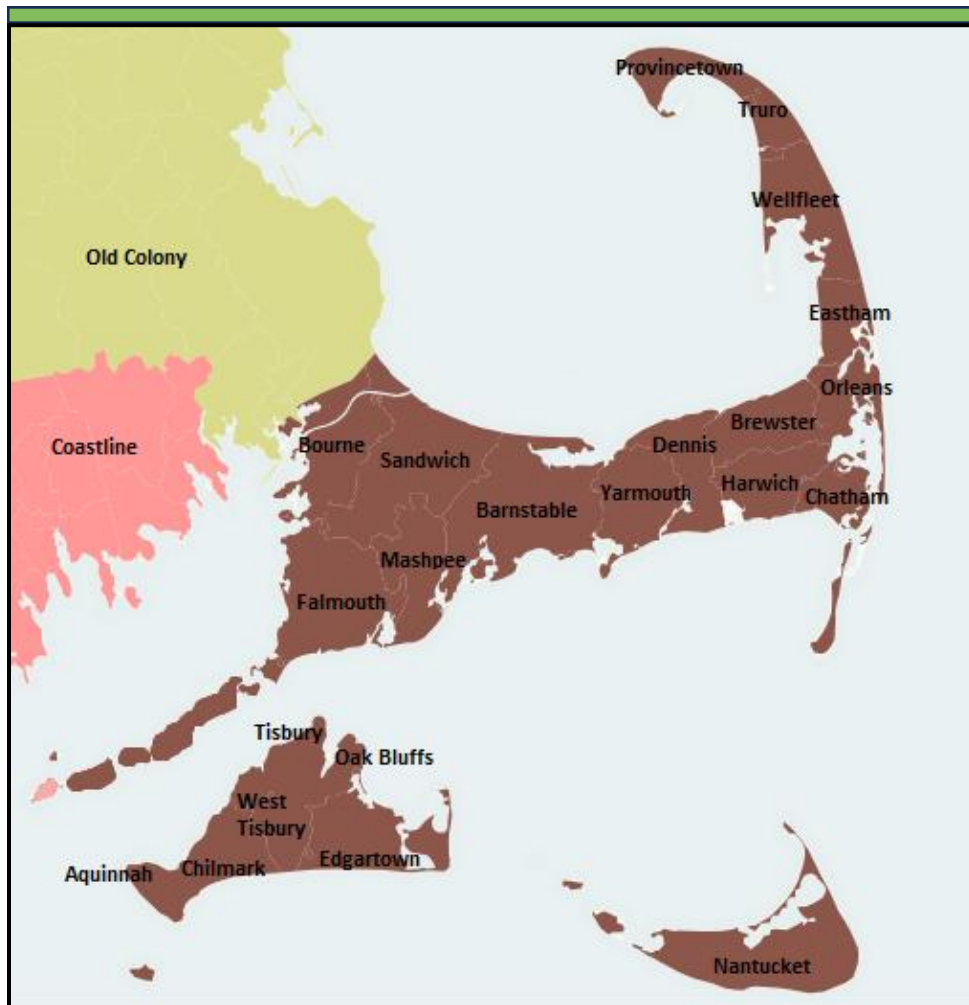 Provincetown
Truro
Wellfleet
Old Colony
Eastham
Orleans
Brewster
Dennis
Bourne
Coastline
Sandwich
Harwich
Yarmouth
Chatham
Barnstable
Mashpee
Falmouth
Tisbury
Oak Bluffs
West
Tisbury
Edgartown
Chilmark
Aquinnah
Nantucket